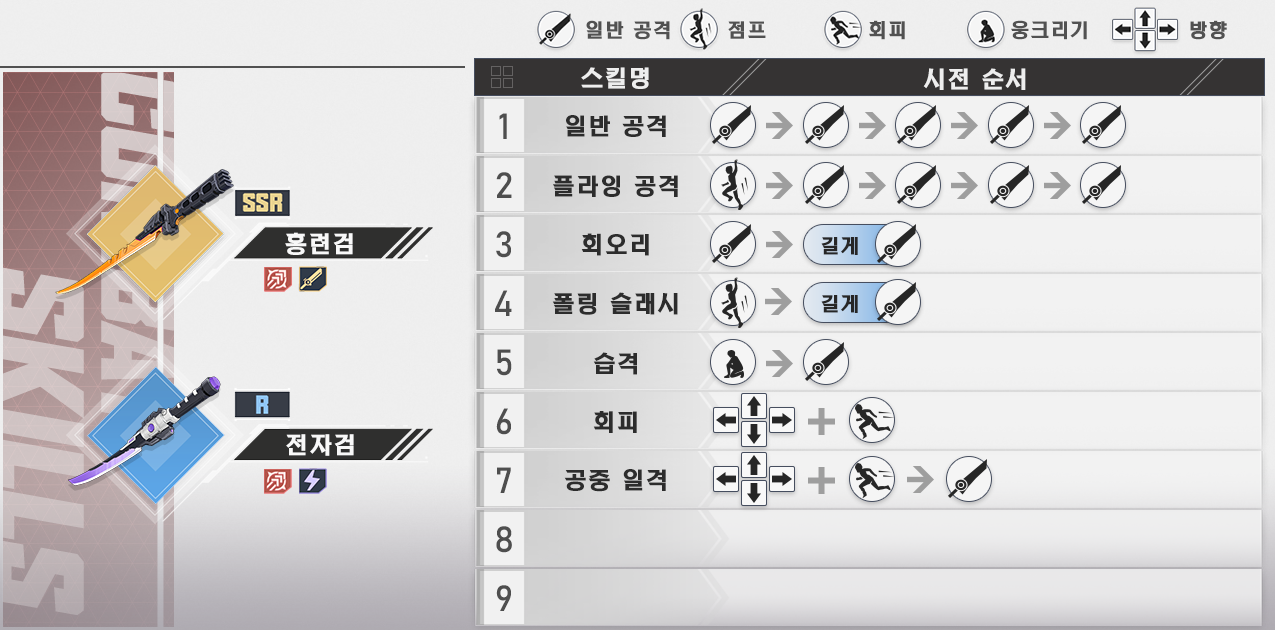 일반 공격 점프 회피 웅크리기 방향
스킬명 시전 순서
1 일반 공격
2 플라잉 공격
3 회오리 길게
4 폴링 슬래시 길게
5 습격
6 회피
7 공중 일격
8
9
COMBAT
SKILLS
SSR
홍련검
R
전자검